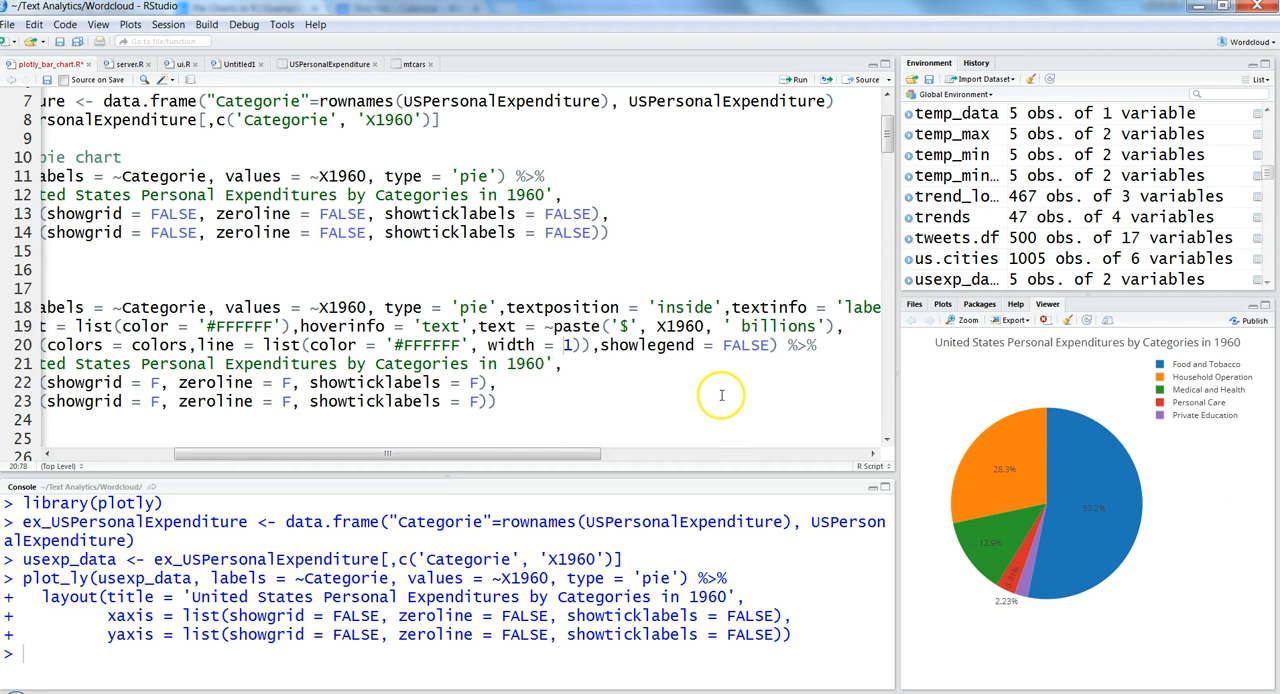 ~/Text Analytics/Wordcloud - RStudio
File Edit Code View Plots Session Build Debug Tools Help
Go to file/function
Wordcloud
plotly_bar_chart.R* server.R ui.R Untitled1 USPersonalExpenditure mtcars
Source on Save Run Source
7 ure <- data.frame("Categorie"=rownames(USPersonalExpenditure), USPersonalExpenditure)
8 rsonalExpenditure[,c('Categorie', 'X1960')]
9
10 pie chart
11 abels = ~Categorie, values = ~X1960, type = 'pie') %>%
12 ted States Personal Expenditures by Categories in 1960',
13 (showgrid = FALSE, zeroline = FALSE, showticklabels = FALSE),
14 (showgrid = FALSE, zeroline = FALSE, showticklabels = FALSE))
15
16
17
18 abels = ~Categorie, values = ~X1960, type = 'pie',textposition = 'inside',textinfo = 'labe
19 t = list(color = '#FFFFFF'),hoverinfo = 'text',text = ~paste('$', X1960, ' billions'),
20 (colors = colors,line = list(color = '#FFFFFF', width = 1)),showlegend = FALSE) %>%
21 ted States Personal Expenditures by Categories in 1960',
22 (showgrid = F, zeroline = F, showticklabels = F),
23 (showgrid = F, zeroline = F, showticklabels = F))
24
25
26
20:78 (Top Level) R Script
Console ~/Text Analytics/Wordcloud/
> library(plotly)
> ex_USPersonalExpenditure <- data.frame("Categorie"=rownames(USPersonalExpenditure), USPerson
alExpenditure)
> usexp_data <- ex_USPersonalExpenditure[,c('Categorie', 'X1960')]
> plot_ly(usexp_data, labels = ~Categorie, values = ~X1960, type = 'pie') %>%
+ layout(title = 'United States Personal Expenditures by Categories in 1960',
+ xaxis = list(showgrid = FALSE, zeroline = FALSE, showticklabels = FALSE),
+ yaxis = list(showgrid = FALSE, zeroline = FALSE, showticklabels = FALSE))
>
Environment History
Import Dataset List
Global Environment
temp_data 5 obs. of 1 variable
temp_max 5 obs. of 2 variables
temp_min 5 obs. of 2 variables
temp_min... 5 obs. of 2 variables
trend_lo... 467 obs. of 3 variables
trends 47 obs. of 4 variables
tweets.df 500 obs. of 17 variables
us.cities 1005 obs. of 6 variables
usexp_da... 5 obs. of 2 variables
Files Plots Packages Help Viewer
Zoom Export Publish
United States Personal Expenditures by Categories in 1960
Food and Tobacco
Household Operation
Medical and Health
Personal Care
Private Education
28.3%
53.2%
12.9%
2.23%